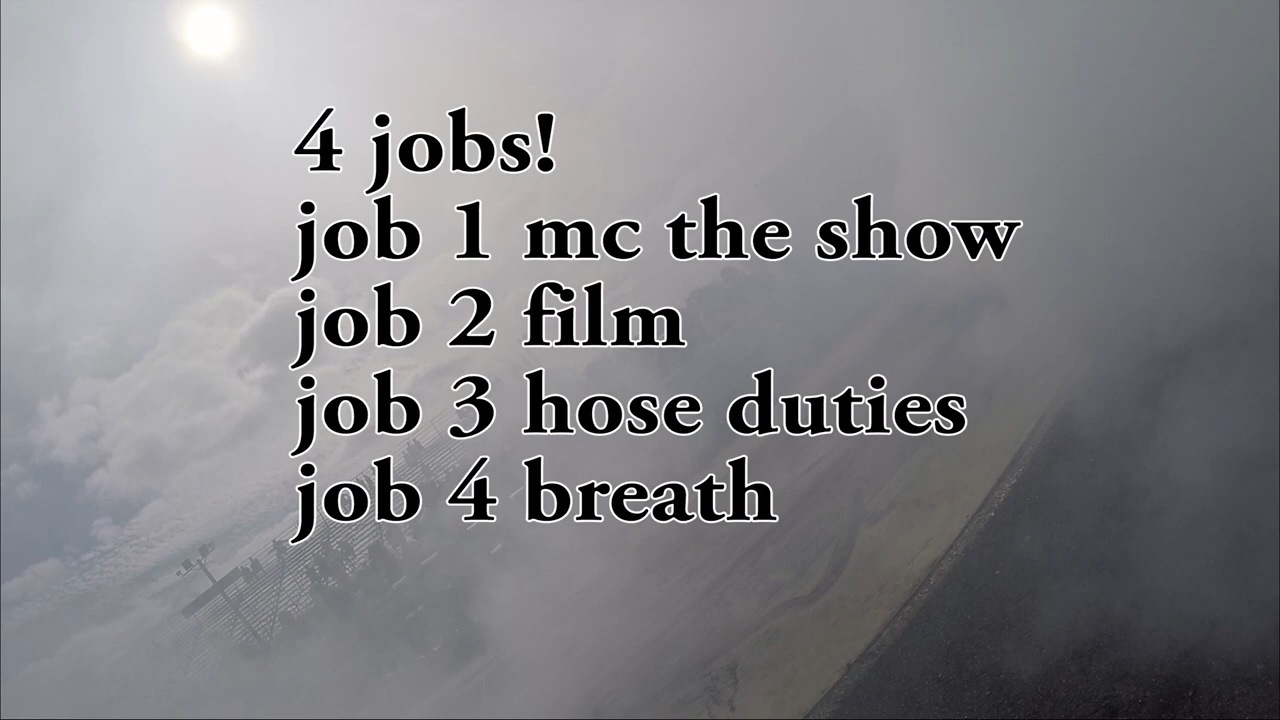 4 jobs!
job 1 mc the show
job 2 film
job 3 hose duties
job 4 breath